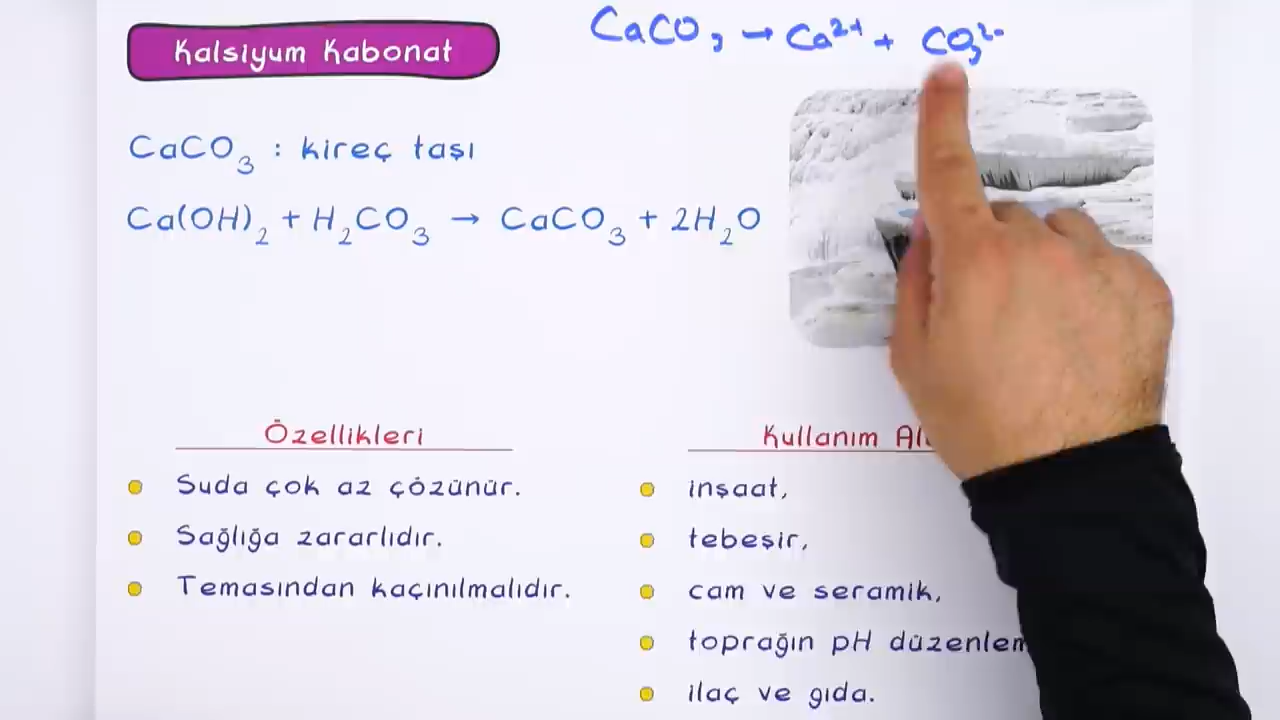 Kalsiyum Kabonat
CaCO₃ → Ca²⁺ + CO₃²⁻
CaCO₃ : kireç taşı
Ca(OH)₂ + H₂CO₃ → CaCO₃ + 2H₂O
Özellikleri
Suda çok az çözünür.
Sağlığa zararlıdır.
Temasından kaçınılmalıdır.
Kullanım
inşaat,
tebeşir,
cam ve seramik,
toprağın pH
ilaç ve gıda.